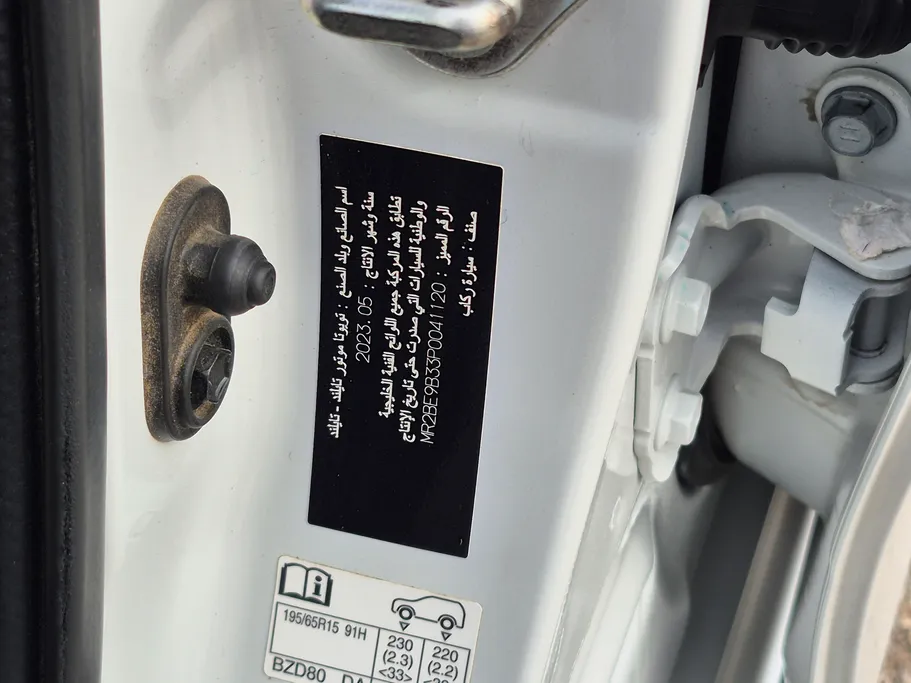 اسم الصانع وبلد الصنع : تويوتا موتور تايلند - تايلند
سنة وشهر الانتاج : 2023.05
تطابق هذه المركبة جميع اللوائح الفنية الخليجية
والوطنية للسيارات التي صدرت حتى تاريخ الإنتاج
الرقم المميز : MR2BE9B33P0041120
صنف : سيارة ركاب
i
195/65R15 91H
230
(2.3)
<33>
220
(2.2)
BZD80